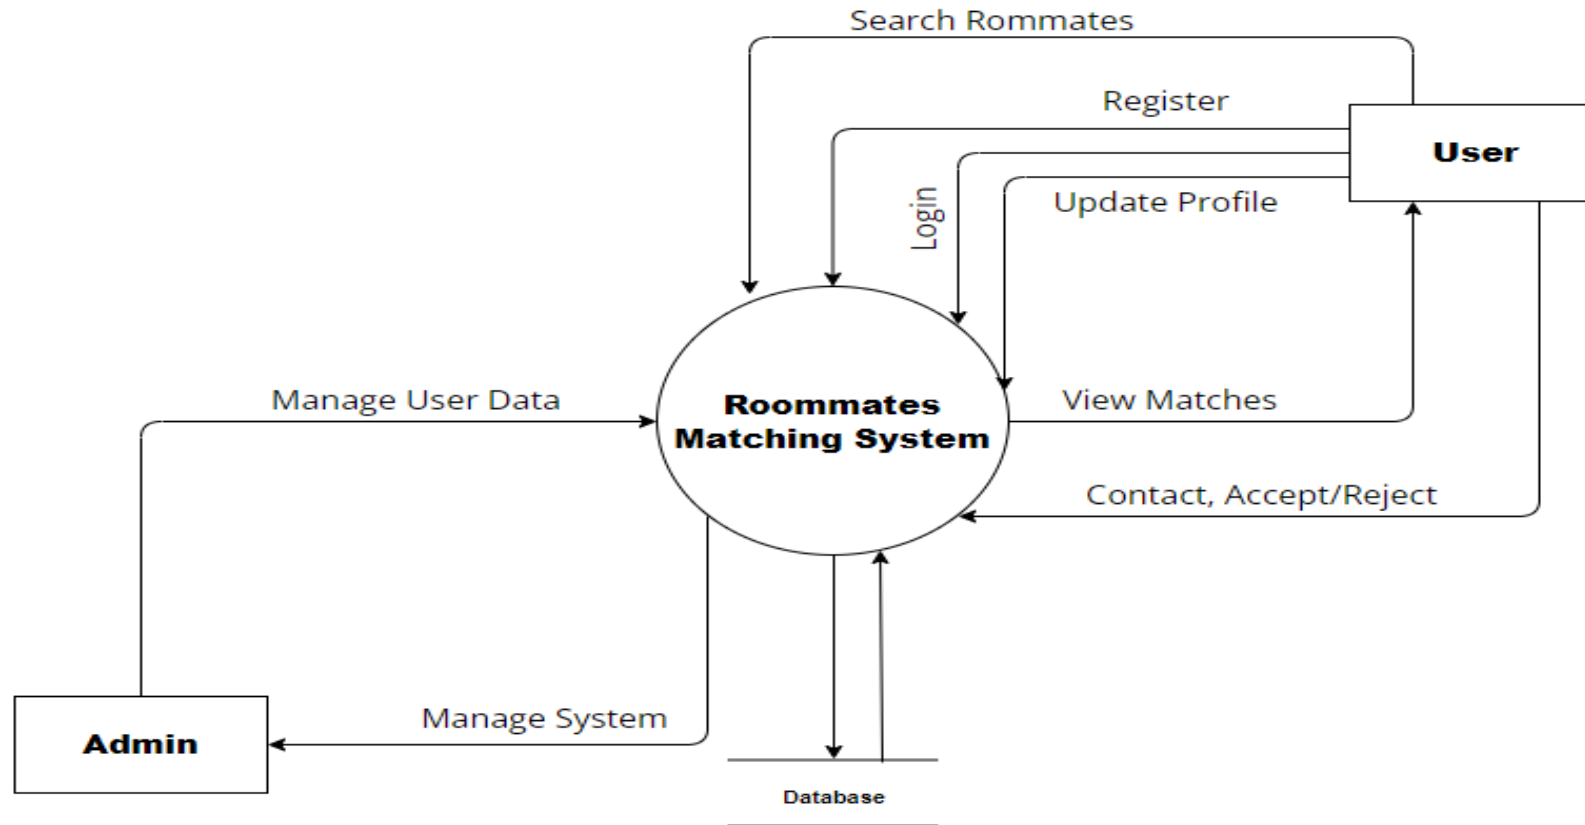 Search Rommates
Register
User
Login
Update Profile
Manage User Data
Roommates
Matching System
View Matches
Contact, Accept/Reject
Manage System
Admin
Database